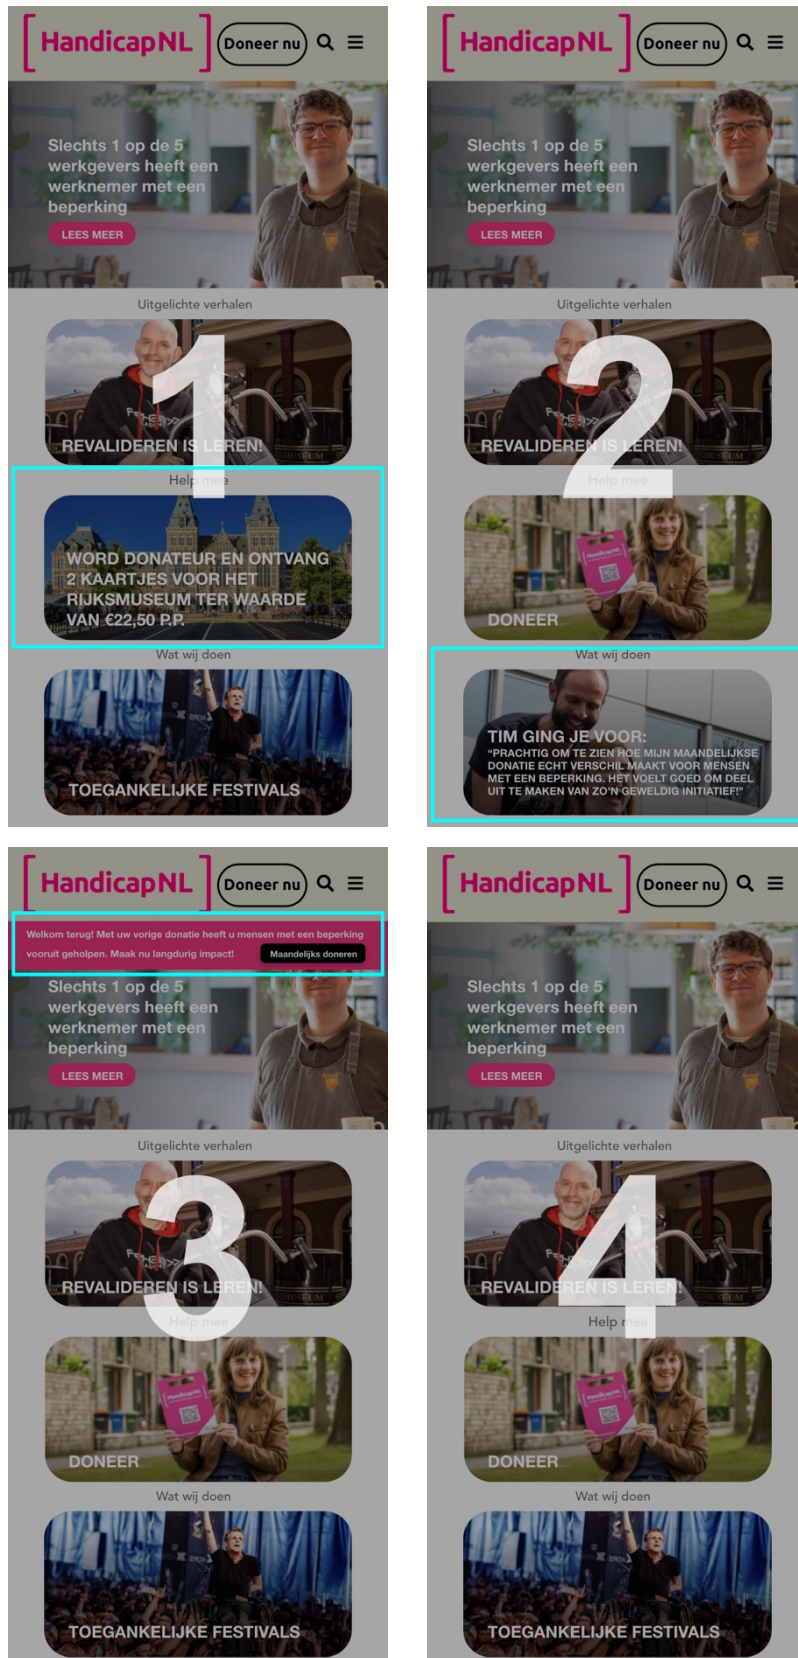 HandicapNL
Doneer nu
Slechts 1 op de 5
werkgevers heeft een
werknemer met een
beperking
LEES MEER
Uitgelichte verhalen
REVALIDEREN IS LEREN!
1
Help mee
WORD DONATEUR EN ONTVANG
2 KAARTJES VOOR HET
RIJKSMUSEUM TER WAARDE
VAN €22,50 P.P.
Wat wij doen
TOEGANKELIJKE FESTIVALS
HandicapNL
Doneer nu
Slechts 1 op de 5
werkgevers heeft een
werknemer met een
beperking
LEES MEER
Uitgelichte verhalen
REVALIDEREN IS LEREN!
2
Help mee
HandicapNL
DONEER
Wat wij doen
TIM GING JE VOOR:
“PRACHTIG OM TE ZIEN HOE MIJN MAANDELIJKSE
DONATIE ECHT VERSCHIL MAAKT VOOR MENSEN
MET EEN BEPERKING. HET VOELT GOED OM DEEL
UIT TE MAKEN VAN ZO'N GEWELDIG INITIATIEF!”
HandicapNL
Doneer nu
Welkom terug! Met uw vorige donatie heeft u mensen met een beperking
vooruit geholpen. Maak nu langdurig impact!
Maandelijks doneren
Slechts 1 op de 5
werkgevers heeft een
werknemer met een
beperking
LEES MEER
Uitgelichte verhalen
REVALIDEREN IS LEREN!
3
Help mee
HandicapNL
DONEER
Wat wij doen
TOEGANKELIJKE FESTIVALS
HandicapNL
Doneer nu
Slechts 1 op de 5
werkgevers heeft een
werknemer met een
beperking
LEES MEER
Uitgelichte verhalen
REVALIDEREN IS LEREN!
4
Help mee
HandicapNL
DONEER
Wat wij doen
TOEGANKELIJKE FESTIVALS